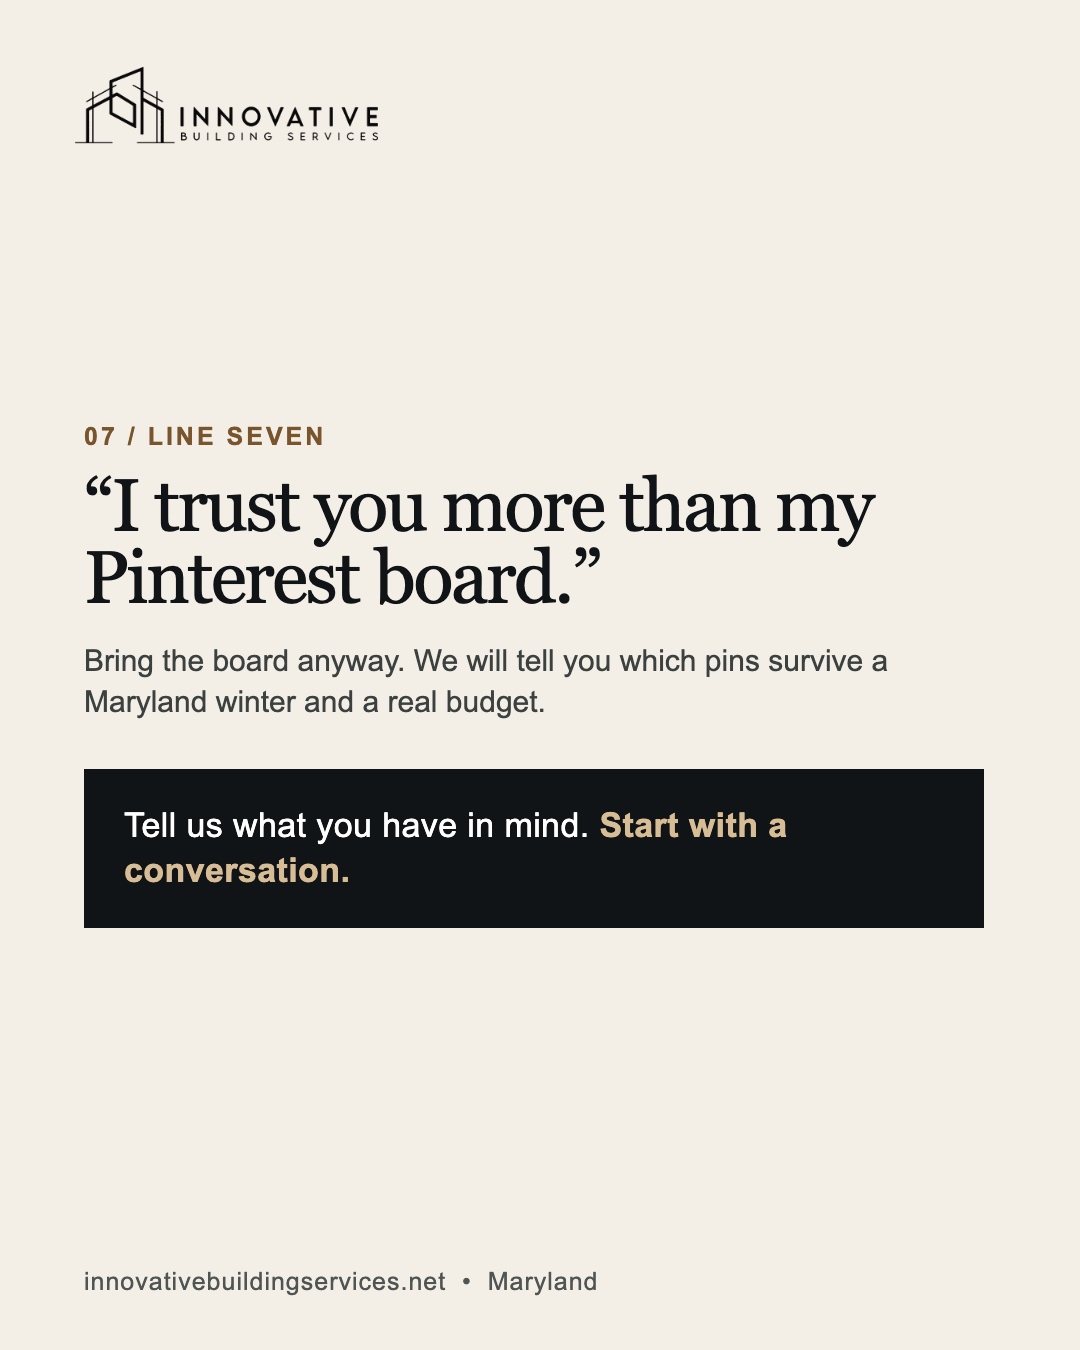 INNOVATIVE
BUILDING SERVICES
07 / LINE SEVEN
“I trust you more than my
Pinterest board.”
Bring the board anyway. We will tell you which pins survive a
Maryland winter and a real budget.
Tell us what you have in mind. Start with a
conversation.
innovativebuildingservices.net • Maryland